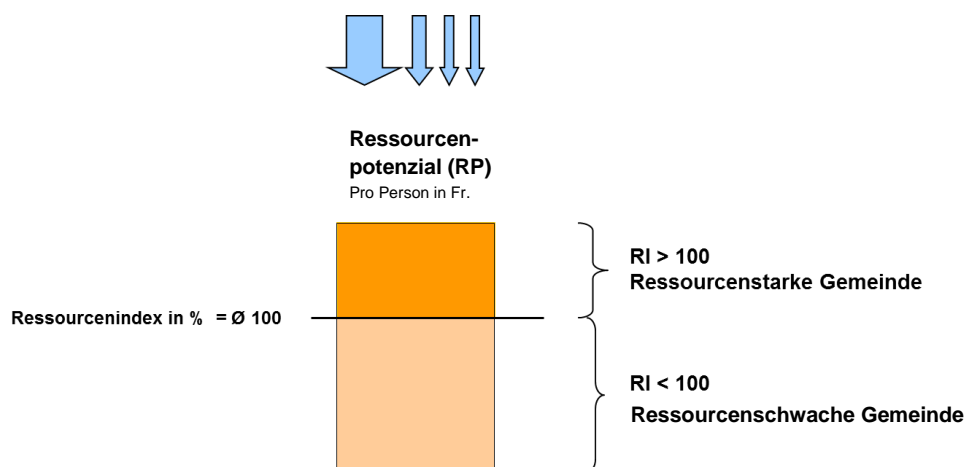 Ressourcen-
potenzial (RP)
Pro Person in Fr.
RI > 100
Ressourcenstarke Gemeinde
Ressourcenindex in % = Ø 100
RI < 100
Ressourcenschwache Gemeinde